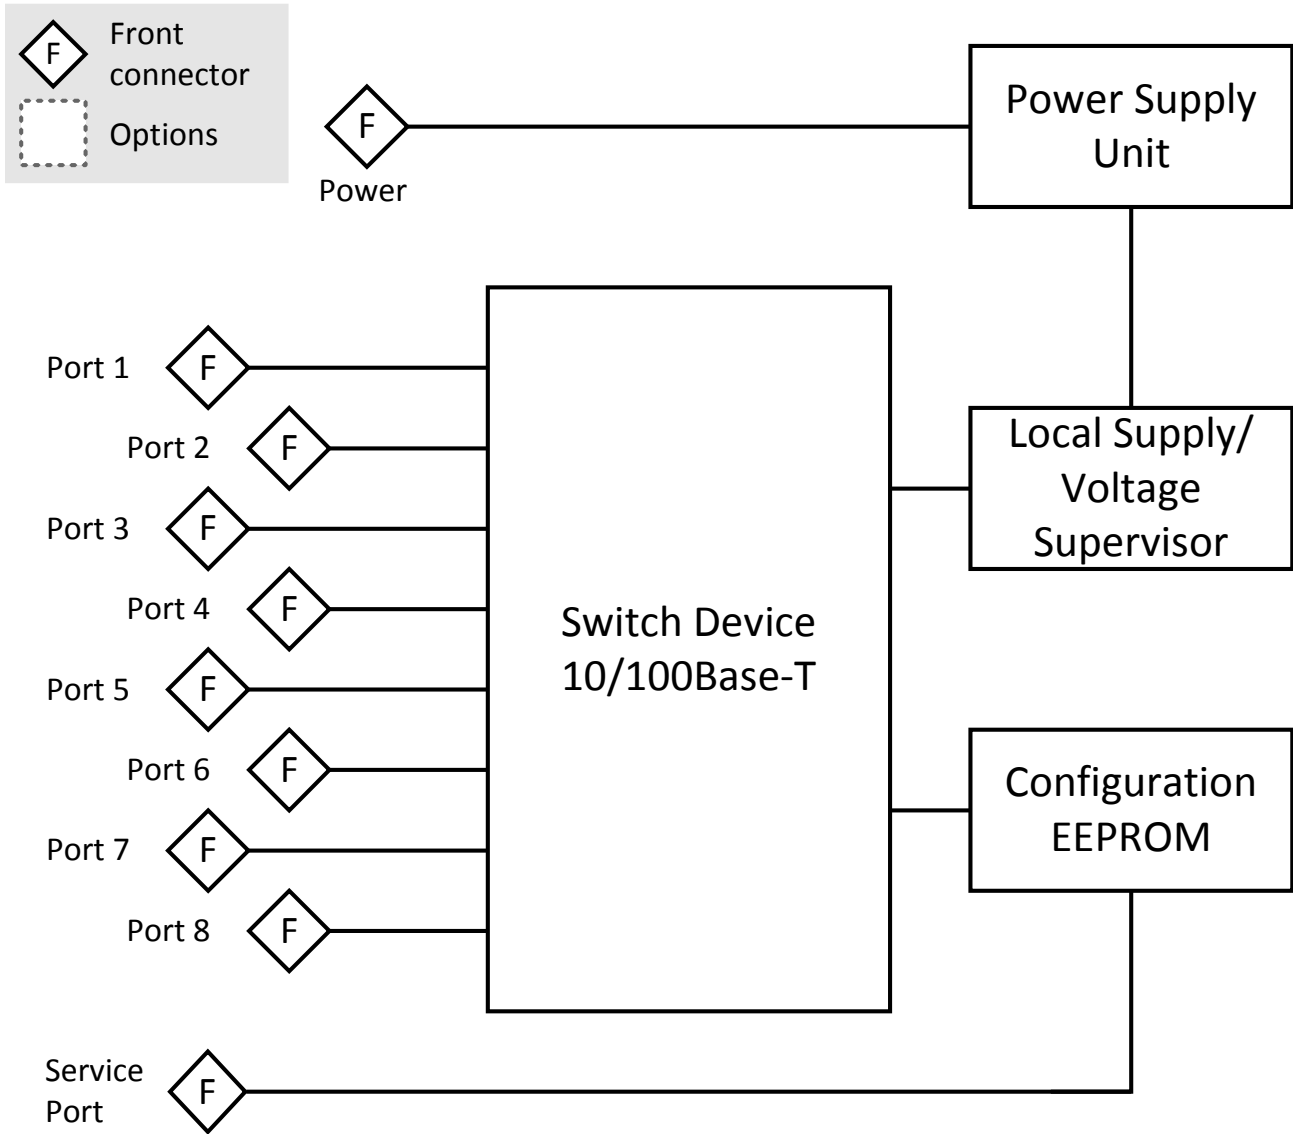 F
Front
connector
Options
F
Power
Power Supply
Unit
Port 1
F
Port 2
F
Port 3
F
Port 4
F
Port 5
F
Port 6
F
Port 7
F
Port 8
F
Switch Device
10/100Base-T
Local Supply/
Voltage
Supervisor
Configuration
EEPROM
Service
Port
F